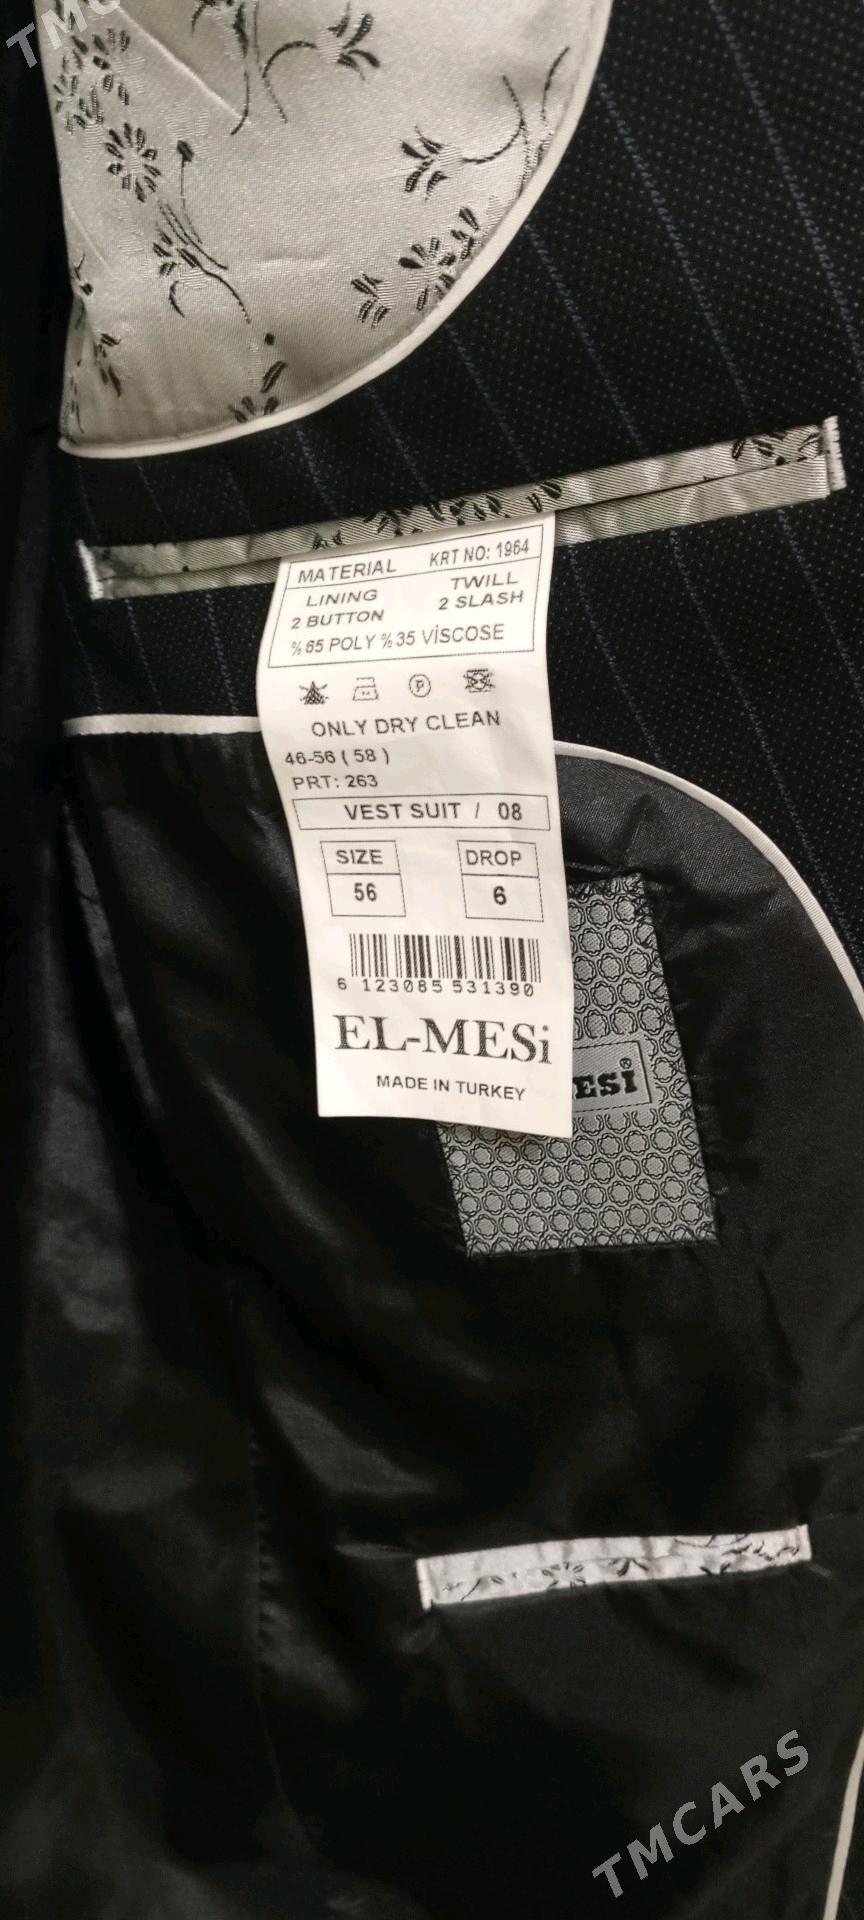 TMC
MATERIAL KRT NO: 1964
LINING TWILL
2 BUTTON 2 SLASH
%65 POLY %35 VİSCOSE
P
ONLY DRY CLEAN
46-56 ( 58 )
PRT: 263
VEST SUIT / 08
SIZE DROP
56 6
6 123085 531390
EL-MESi
MADE IN TURKEY
ESİ®
TMCARS